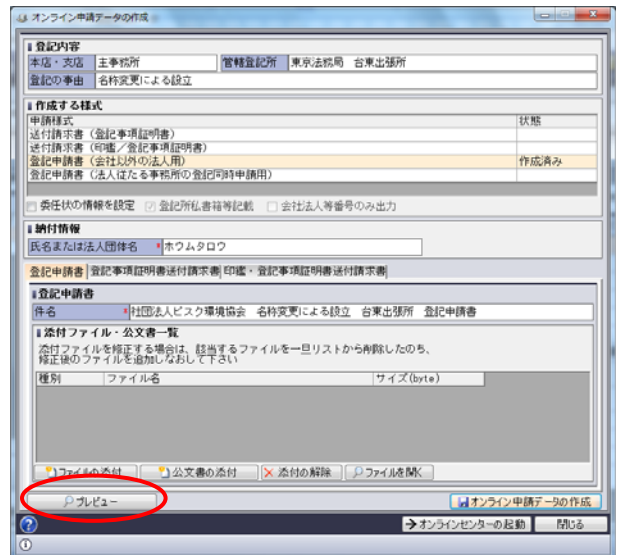 オンライン申請データの作成
登記内容
本店・支店 主事務所 管轄登記所 東京法務局 台東出張所
登記の事由 名称変更による設立
作成する様式
申請様式 状態
送付請求書（登記事項証明書）
送付請求書（印鑑／登記事項証明書）
登記申請書（会社以外の法人用） 作成済み
登記申請書（法人従たる事務所の登記同時申請用）
委任状の情報を設定 登記所私書箱等記載 会社法人等番号のみ出力
納付情報
氏名または法人団体名 * ホウムタロウ
登記申請書 登記事項証明書送付請求書 印鑑・登記事項証明書送付請求書
登記申請書
件名 * 社団法人ビスク環境協会 名称変更による設立 台東出張所 登記申請書
添付ファイル・公文書一覧
添付ファイルを修正する場合は、該当するファイルを一旦リストから削除したのち、
修正後のファイルを追加しなおして下さい
種別 ファイル名 サイズ(byte)
ファイルの添付 公文書の添付 添付の解除 ファイルを開く
プレビュー オンライン申請データの作成
オンラインセンターの起動 閉じる